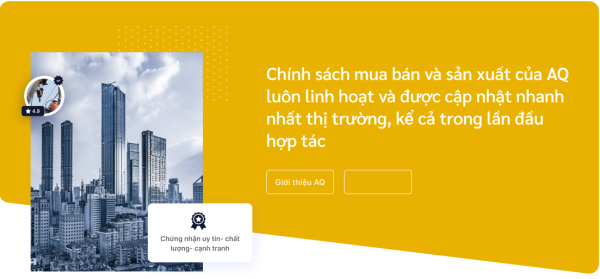 Chính sách mua bán và sản xuất của AQ
luôn linh hoạt và được cập nhật nhanh
nhất thị trường, kể cả trong lần đầu
hợp tác
Giới thiệu AQ
4.9
Chứng nhận uy tín- chất
lượng- cạnh tranh